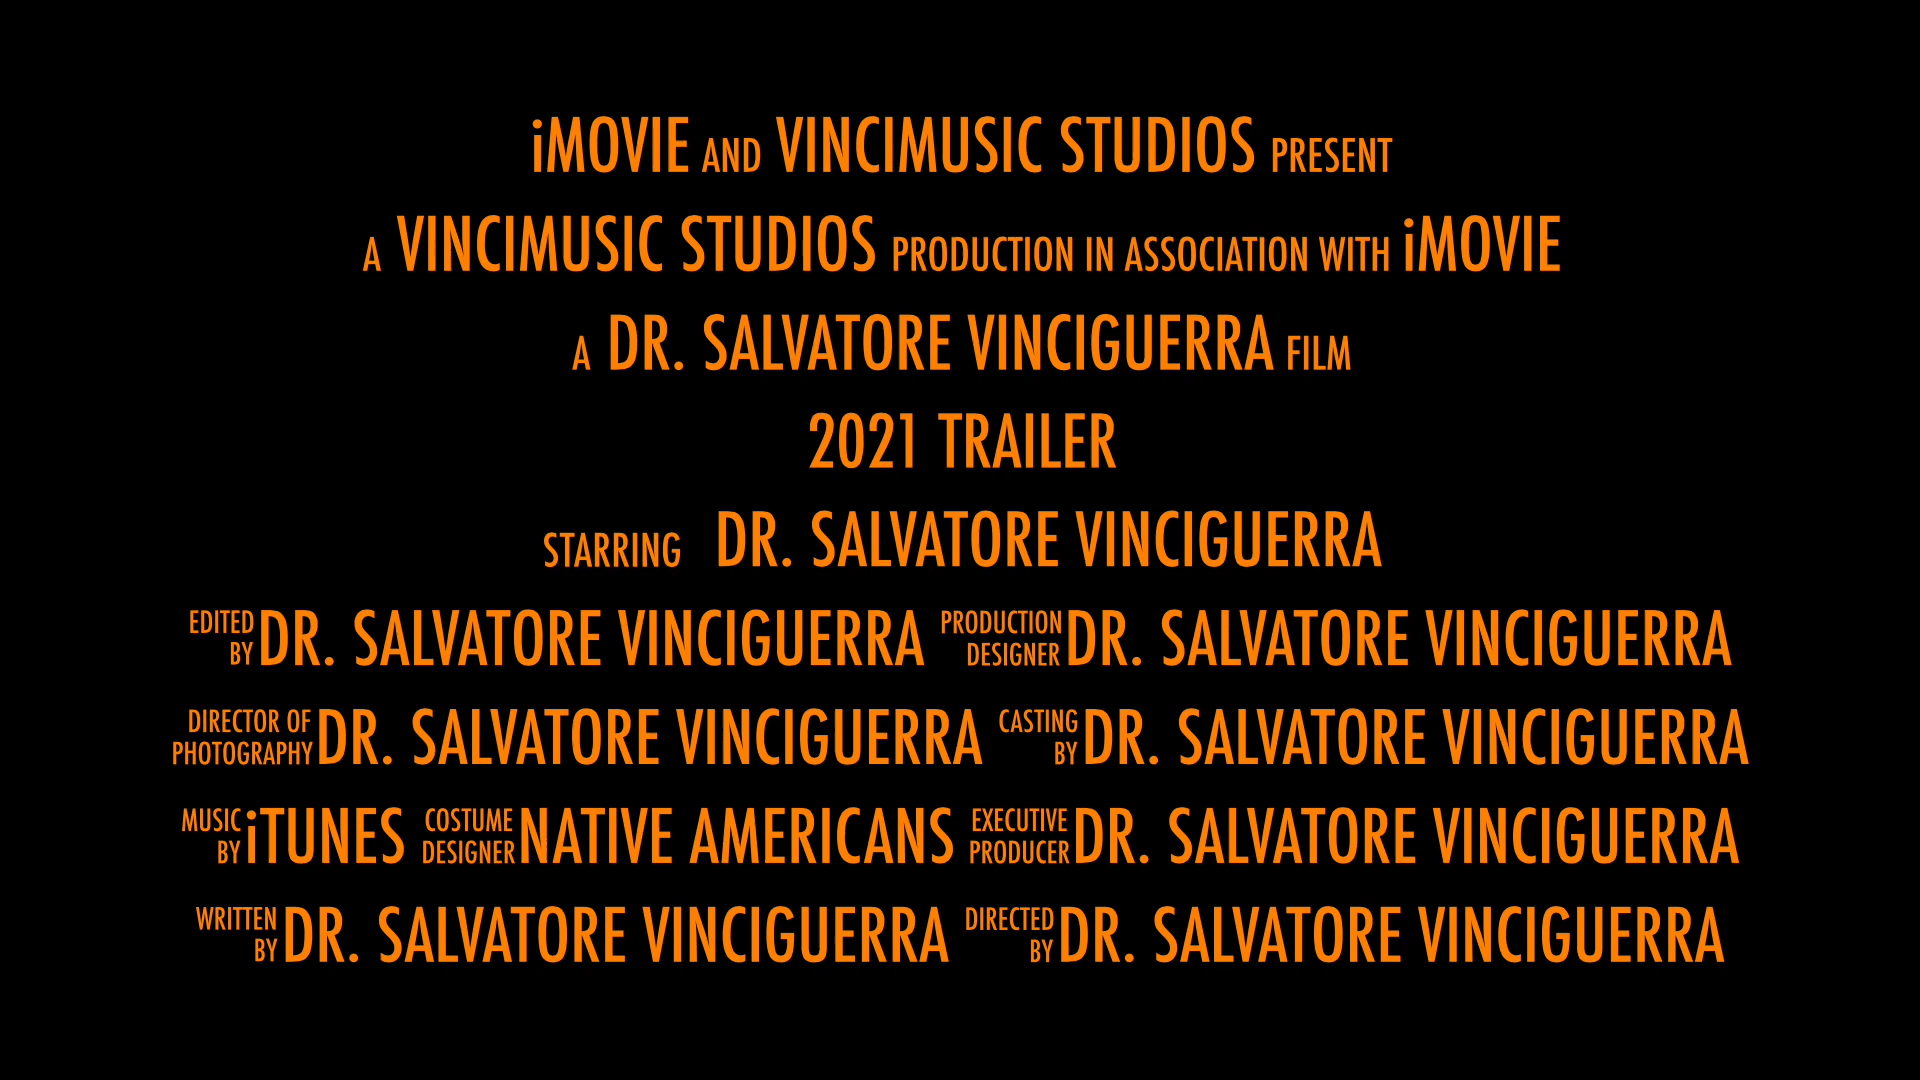 iMOVIE AND VINCIMUSIC STUDIOS PRESENT
A VINCIMUSIC STUDIOS PRODUCTION IN ASSOCIATION WITH iMOVIE
A DR. SALVATORE VINCIGUERRA FILM
2021 TRAILER
STARRING DR. SALVATORE VINCIGUERRA
EDITED BY DR. SALVATORE VINCIGUERRA PRODUCTION DESIGNER DR. SALVATORE VINCIGUERRA
DIRECTOR OF PHOTOGRAPHY DR. SALVATORE VINCIGUERRA CASTING BY DR. SALVATORE VINCIGUERRA
MUSIC BY iTUNES COSTUME DESIGNER NATIVE AMERICANS EXECUTIVE PRODUCER DR. SALVATORE VINCIGUERRA
WRITTEN BY DR. SALVATORE VINCIGUERRA DIRECTED BY DR. SALVATORE VINCIGUERRA